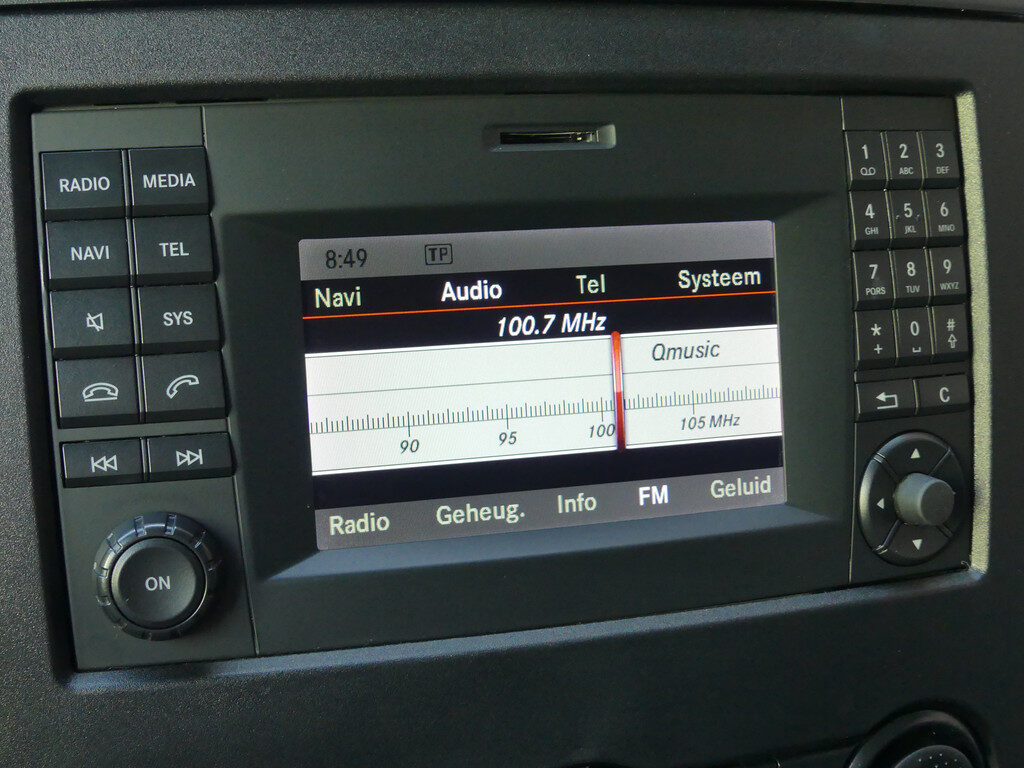 RADIO MEDIA
NAVI TEL
SYS
ON
8:49 TP
Navi Audio Tel Systeem
100.7 MHz
Qmusic
90 95 100 105 MHz
Radio Geheug. Info FM Geluid
1 2 3
ABC DEF
4 5 6
GHI JKL MNO
7 8 9
PQRS TUV WXYZ
* 0 #
+
C